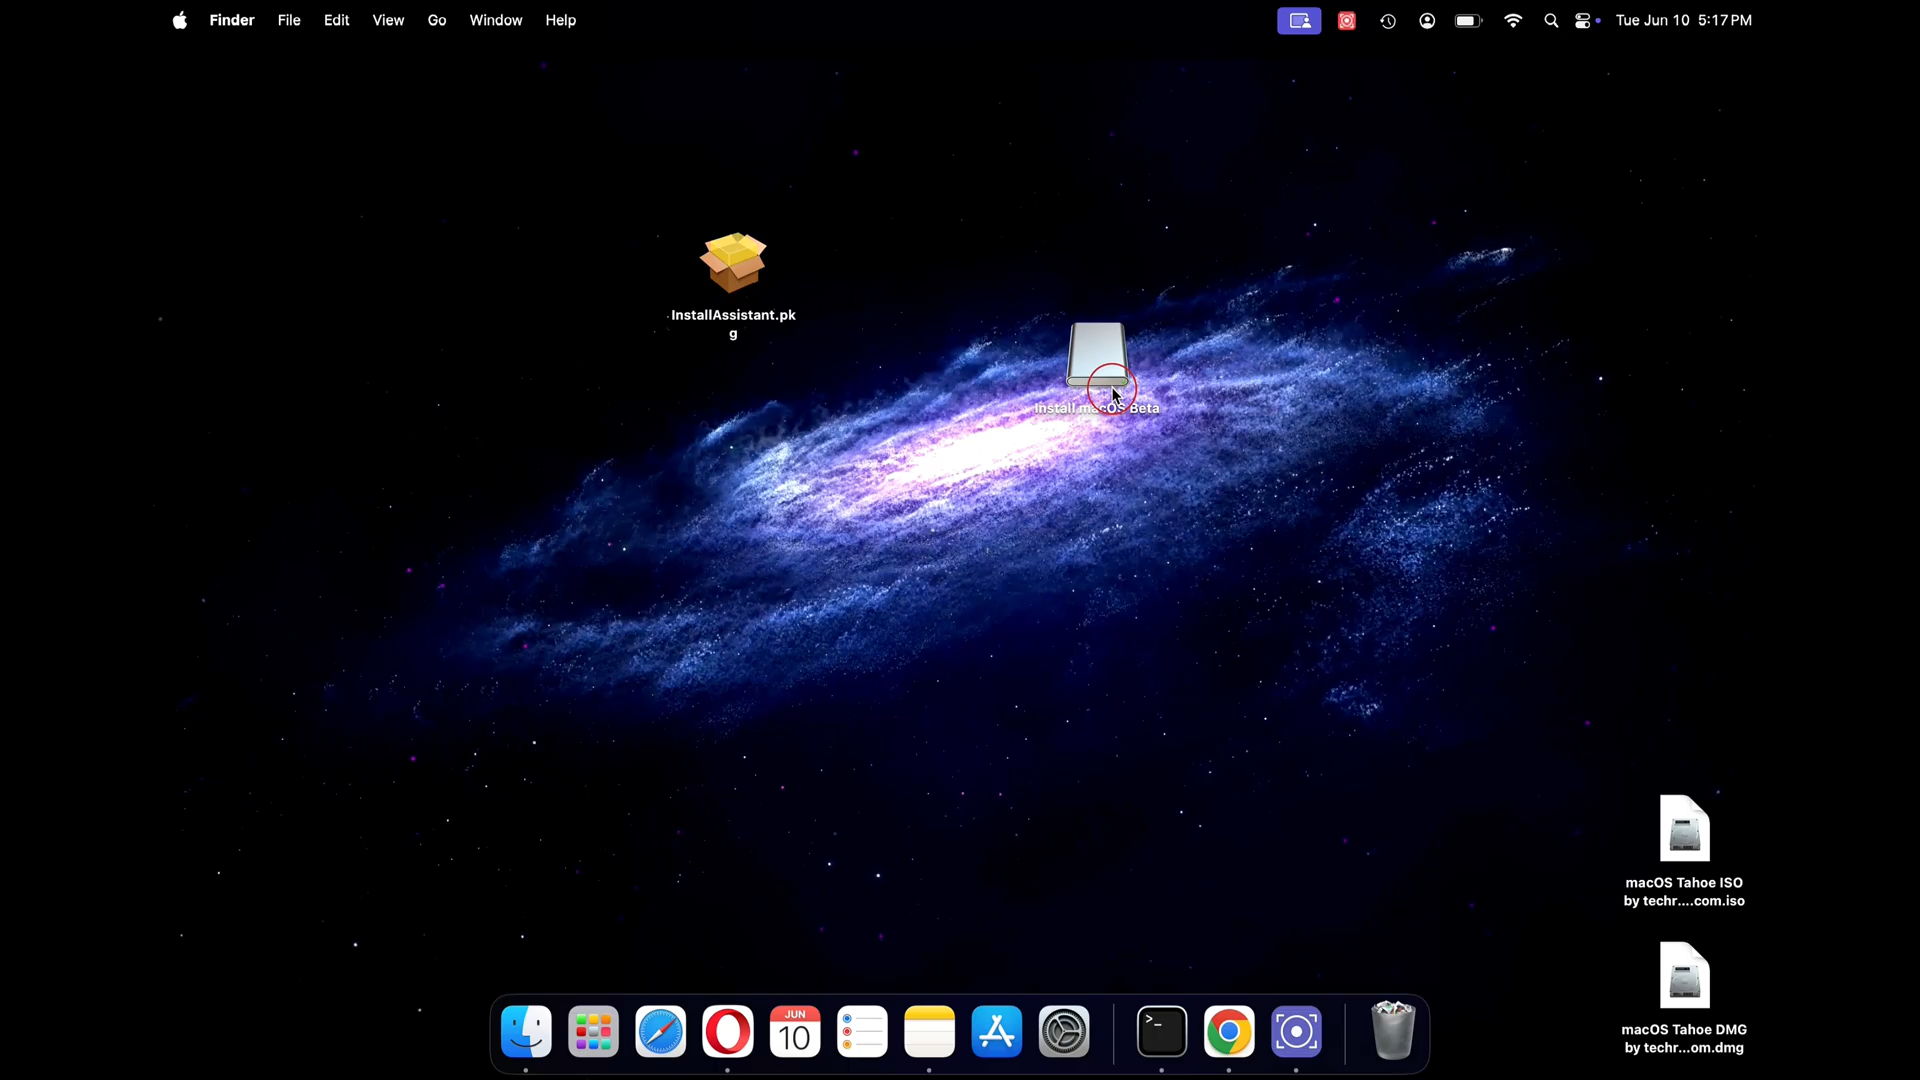 Finder File Edit View Go Window Help Tue Jun 10 5:17 PM
InstallAssistant.pk
g
Install macOS Beta
macOS Tahoe ISO
by techr....com.iso
macOS Tahoe DMG
by techr...om.dmg
JUN
10
>_